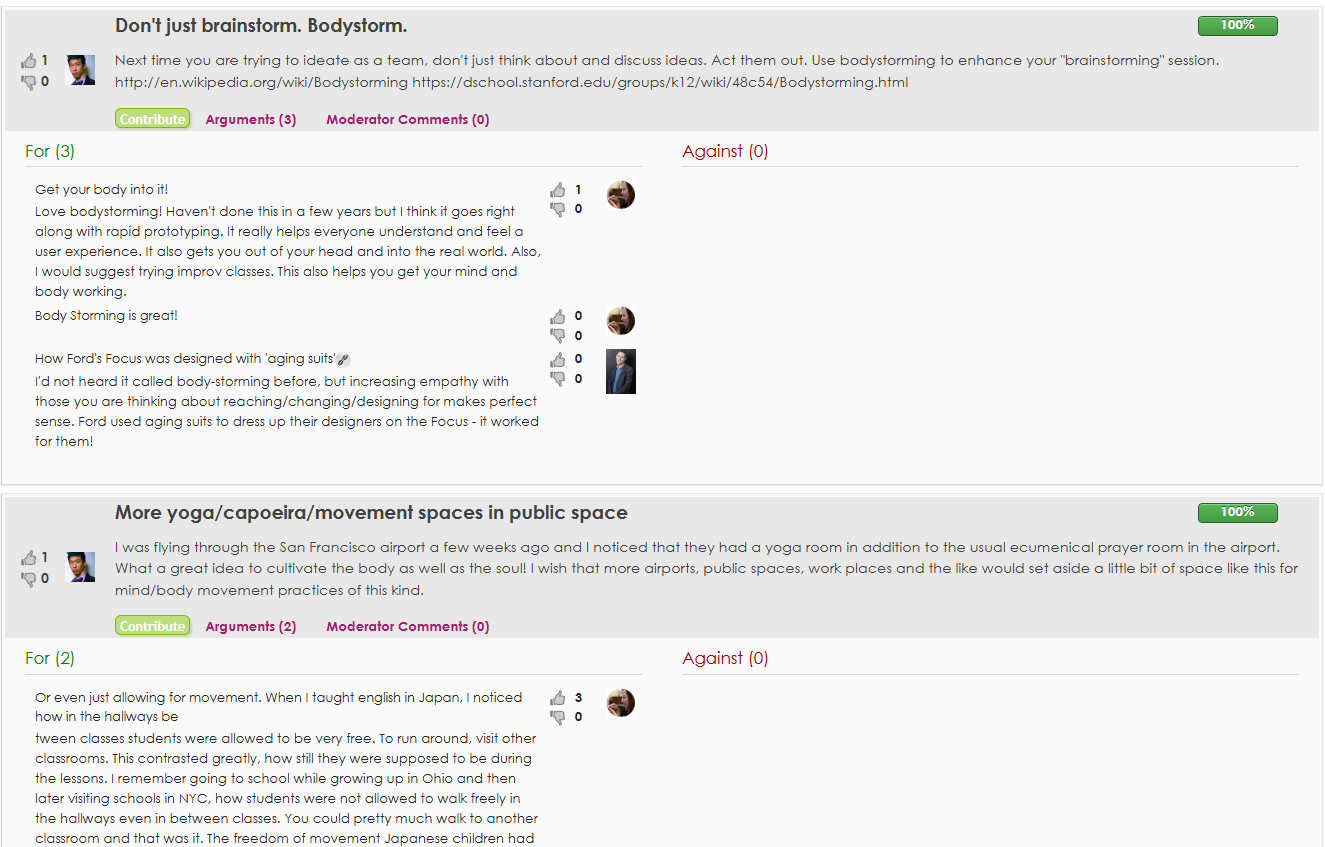 Don't just brainstorm. Bodystorm.
100%
1
0
Next time you are trying to ideate as a team, don't just think about and discuss ideas. Act them out. Use bodystorming to enhance your "brainstorming" session.
http://en.wikipedia.org/wiki/Bodystorming https://dschool.stanford.edu/groups/k12/wiki/48c54/Bodystorming.html
Contribute Arguments (3) Moderator Comments (0)
For (3)
Against (0)
Get your body into it!
1
0
Love bodystorming! Haven't done this in a few years but I think it goes right
along with rapid prototyping. It really helps everyone understand and feel a
user experience. It also gets you out of your head and into the real world. Also,
I would suggest trying improv classes. This also helps you get your mind and
body working.
Body Storming is great!
0
0
How Ford's Focus was designed with 'aging suits'
0
0
I'd not heard it called body-storming before, but increasing empathy with
those you are thinking about reaching/changing/designing for makes perfect
sense. Ford used aging suits to dress up their designers on the Focus - it worked
for them!
More yoga/capoeira/movement spaces in public space
100%
1
0
I was flying through the San Francisco airport a few weeks ago and I noticed that they had a yoga room in addition to the usual ecumenical prayer room in the airport.
What a great idea to cultivate the body as well as the soul! I wish that more airports, public spaces, work places and the like would set aside a little bit of space like this for
mind/body movement practices of this kind.
Contribute Arguments (2) Moderator Comments (0)
For (2)
Against (0)
Or even just allowing for movement. When I taught english in Japan, I noticed
how in the hallways be
3
0
tween classes students were allowed to be very free. To run around, visit other
classrooms. This contrasted greatly, how still they were supposed to be during
the lessons. I remember going to school while growing up in Ohio and then
later visiting schools in NYC, how students were not allowed to walk freely in
the hallways even in between classes. You could pretty much walk to another
classroom and that was it. The freedom of movement Japanese children had